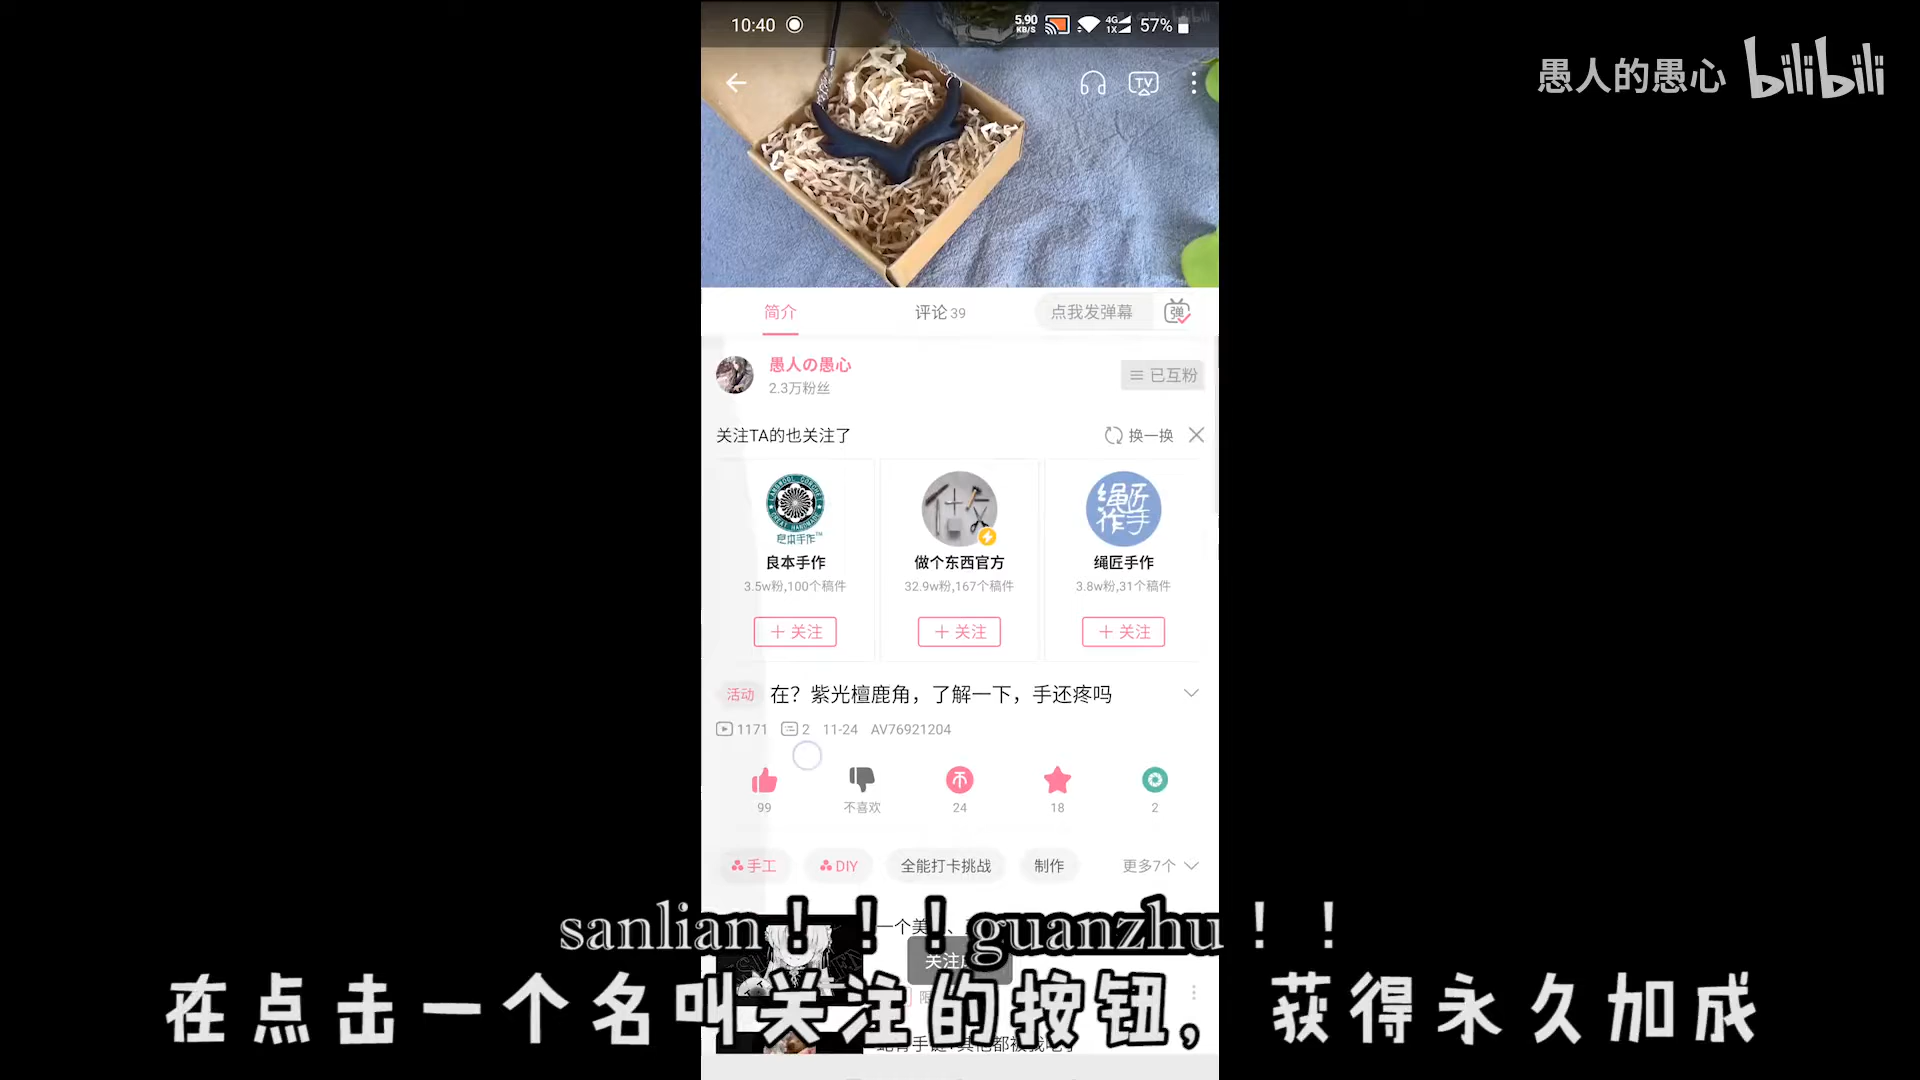 10:40
5.90 KB/S 4G 1X 57%
愚人的愚心 bilibili
TV
简介 评论 39 点我发弹幕 弹
愚人の愚心
2.3万粉丝
已互粉
关注TA的也关注了 换一换
良本手作 做个东西官方 绳匠手作
3.5w粉,100个稿件 32.9w粉,167个稿件 3.8w粉,31个稿件
关注 关注 关注
活动 在？紫光檀鹿角，了解一下，手还疼吗
1171 2 11-24 AV76921204
99 不喜欢 24 18 2
手工 DIY 全能打卡挑战 制作 更多7个
一个美
sanlian！！！guanzhu！！
关注
在点击一个名叫关注的按钮，获得永久加成